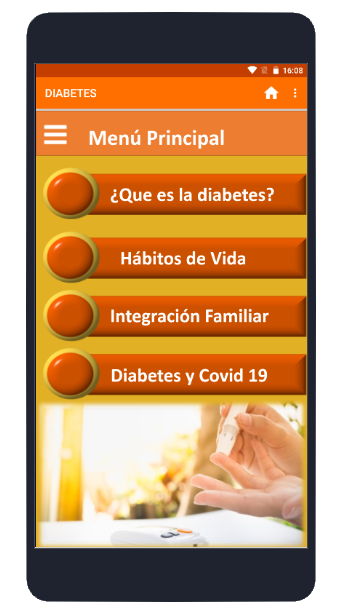 16:08
DIABETES
Menú Principal
¿Que es la diabetes?
Hábitos de Vida
Integración Familiar
Diabetes y Covid 19